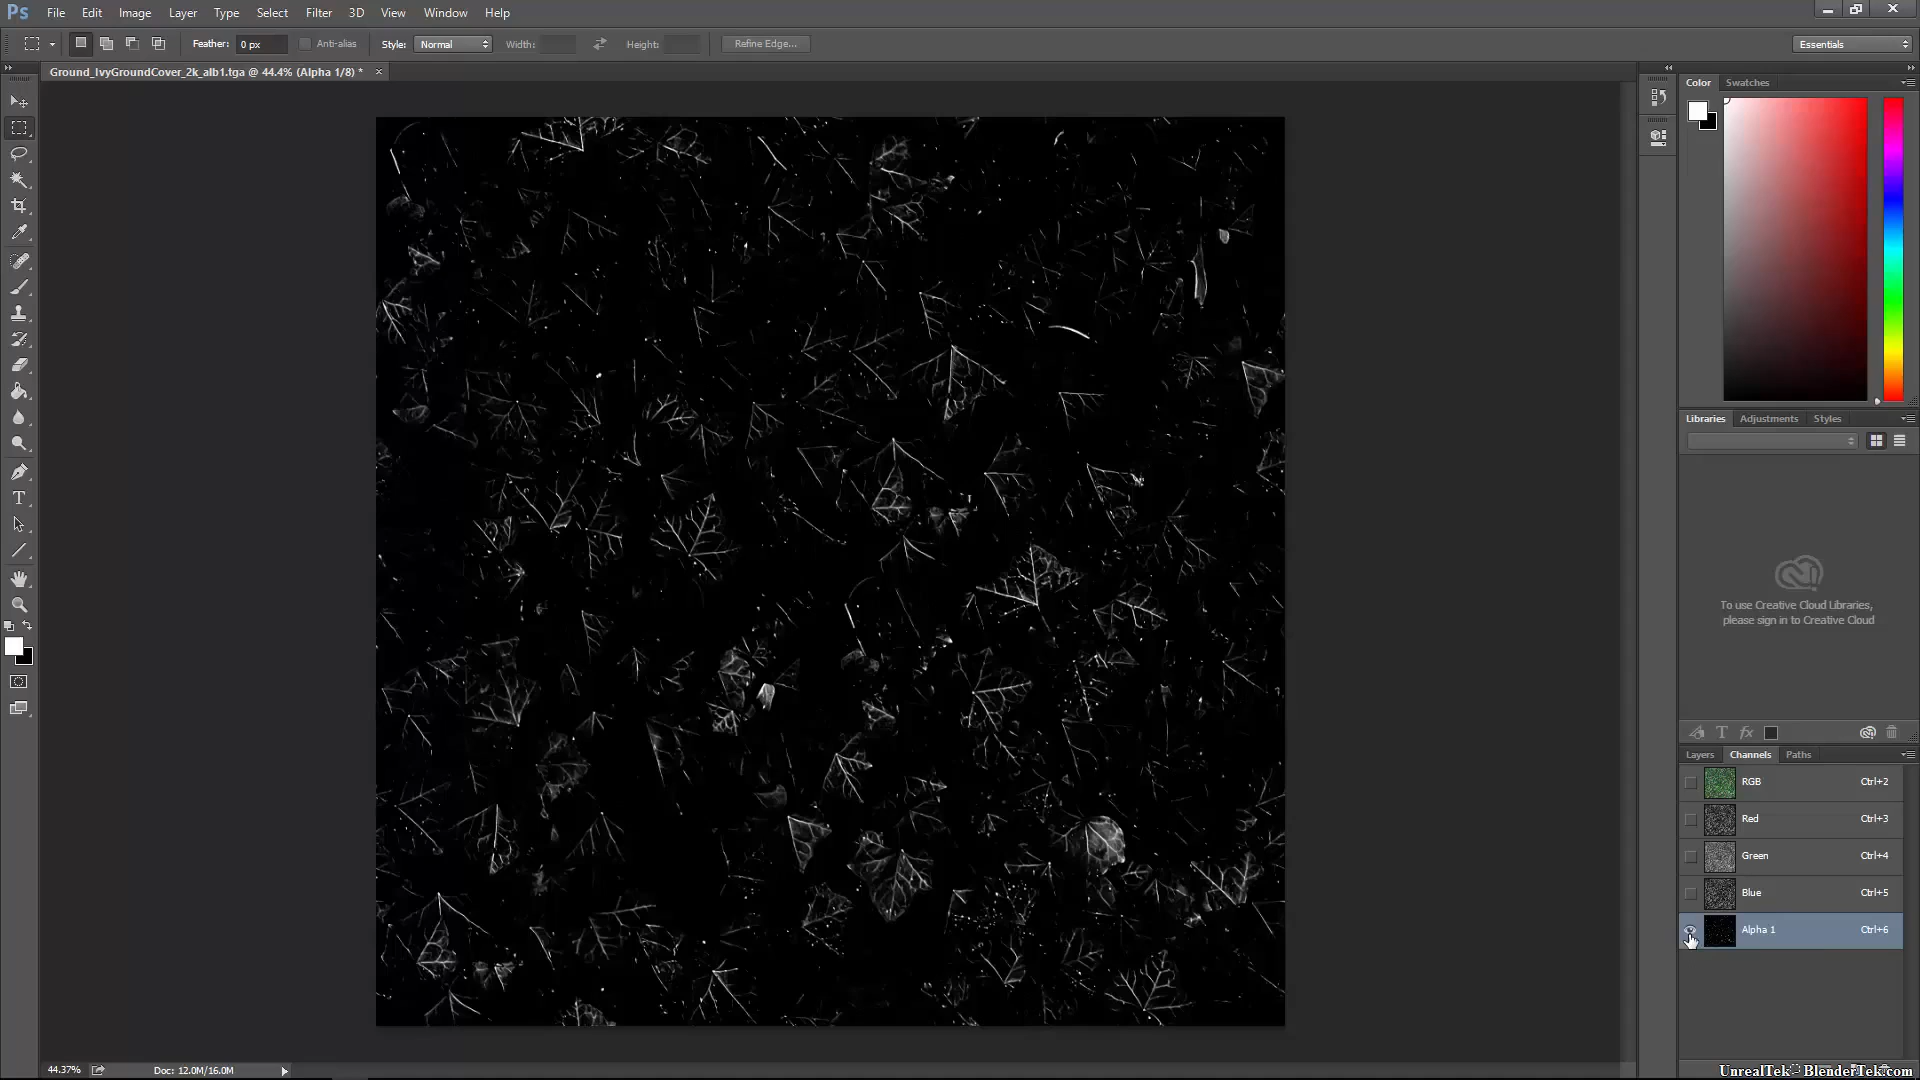 Ps File Edit Image Layer Type Select Filter 3D View Window Help
Feather: 0 px Anti-alias Style: Normal Width: Height: Refine Edge... Essentials
Ground_IvyGroundCover_2k_alb1.tga @ 44.4% (Alpha 1/8) * ×
Color Swatches
Libraries Adjustments Styles
To use Creative Cloud Libraries,
please sign in to Creative Cloud
T fx
Layers Channels Paths
RGB Ctrl+2
Red Ctrl+3
Green Ctrl+4
Blue Ctrl+5
Alpha 1 Ctrl+6
44.37% Doc: 12.0M/16.0M
UnrealTek - BlenderTek.com